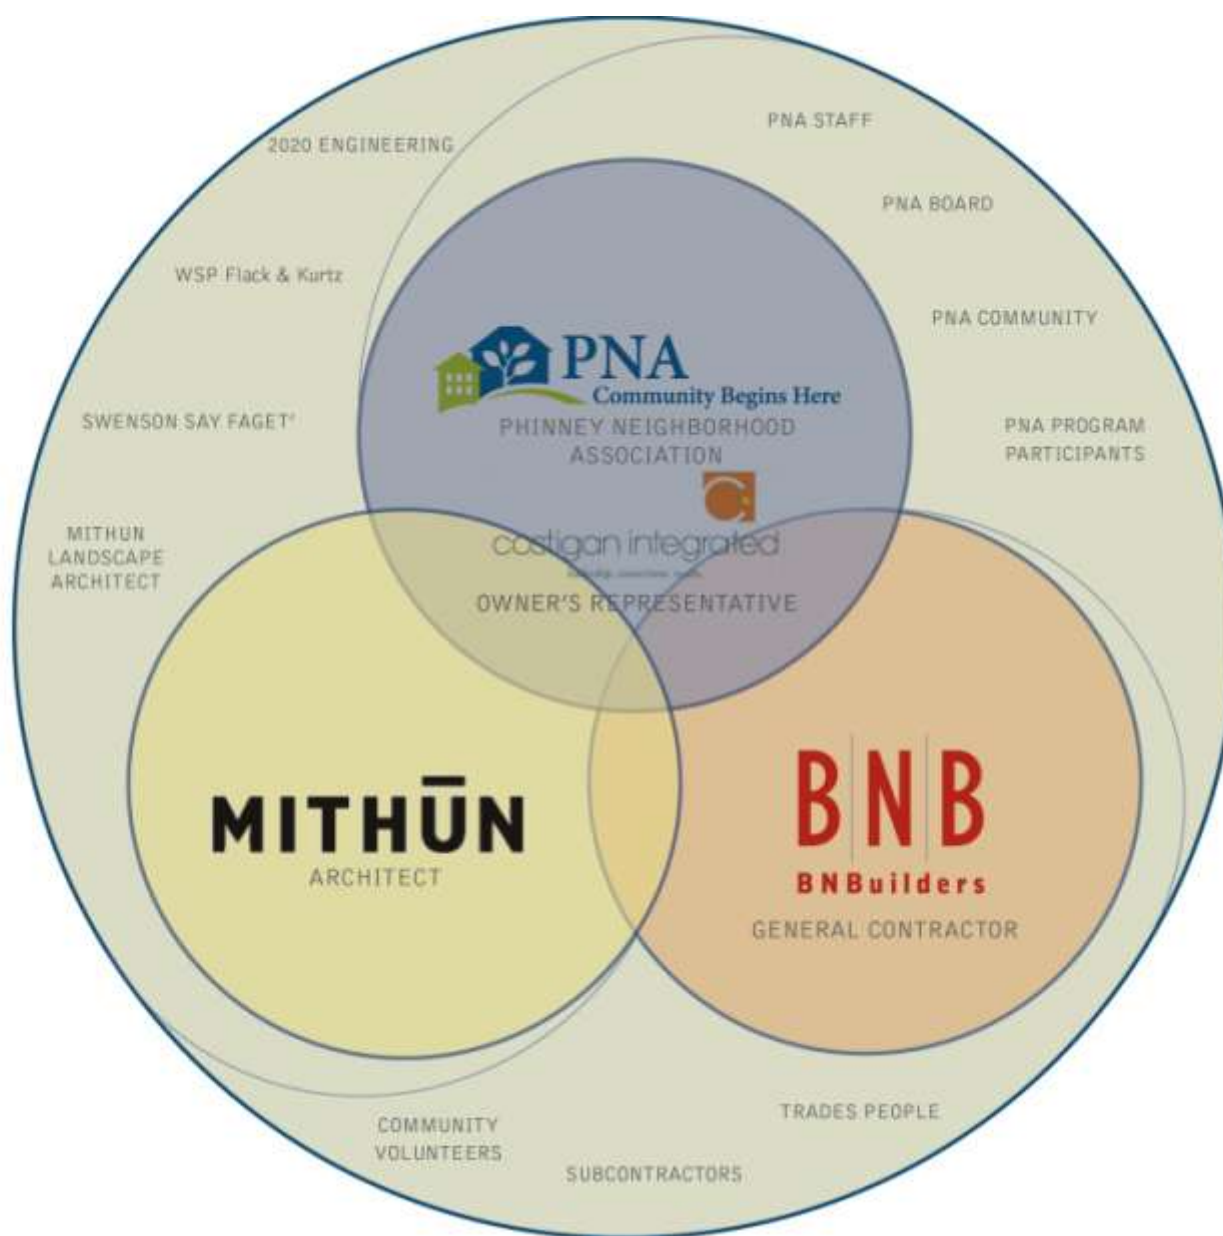 2020 ENGINEERING
PNA STAFF
PNA BOARD
WSP Flack & Kurtz
PNA COMMUNITY
PNA
Community Begins Here
PHINNEY NEIGHBORHOOD
ASSOCIATION
SWENSON SAY FAGET
PNA PROGRAM
PARTICIPANTS
costigan integrated
OWNER'S REPRESENTATIVE
MITHUN
LANDSCAPE
ARCHITECT
MITHŪN
ARCHITECT
B|N|B
BNBuilders
GENERAL CONTRACTOR
COMMUNITY
VOLUNTEERS
SUBCONTRACTORS
TRADES PEOPLE